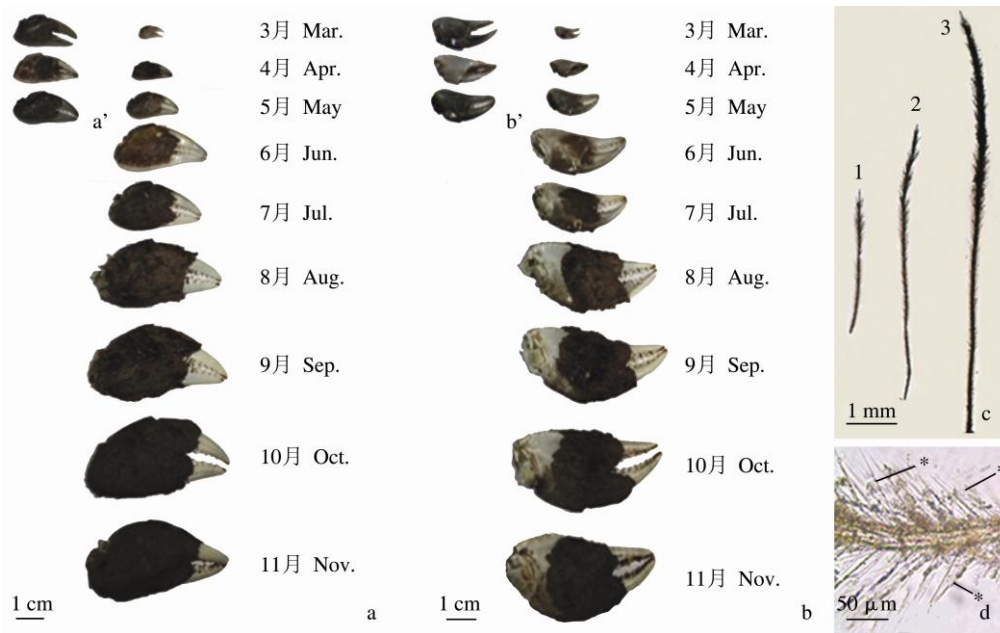 3月 Mar.
4月 Apr.
5月 May
a’
6月 Jun.
7月 Jul.
8月 Aug.
9月 Sep.
10月 Oct.
11月 Nov.
1 cm
a
3月 Mar.
4月 Apr.
5月 May
b’
6月 Jun.
7月 Jul.
8月 Aug.
9月 Sep.
10月 Oct.
11月 Nov.
1 cm
b
3
2
1
1 mm
c
*
*
*
50 μm
d